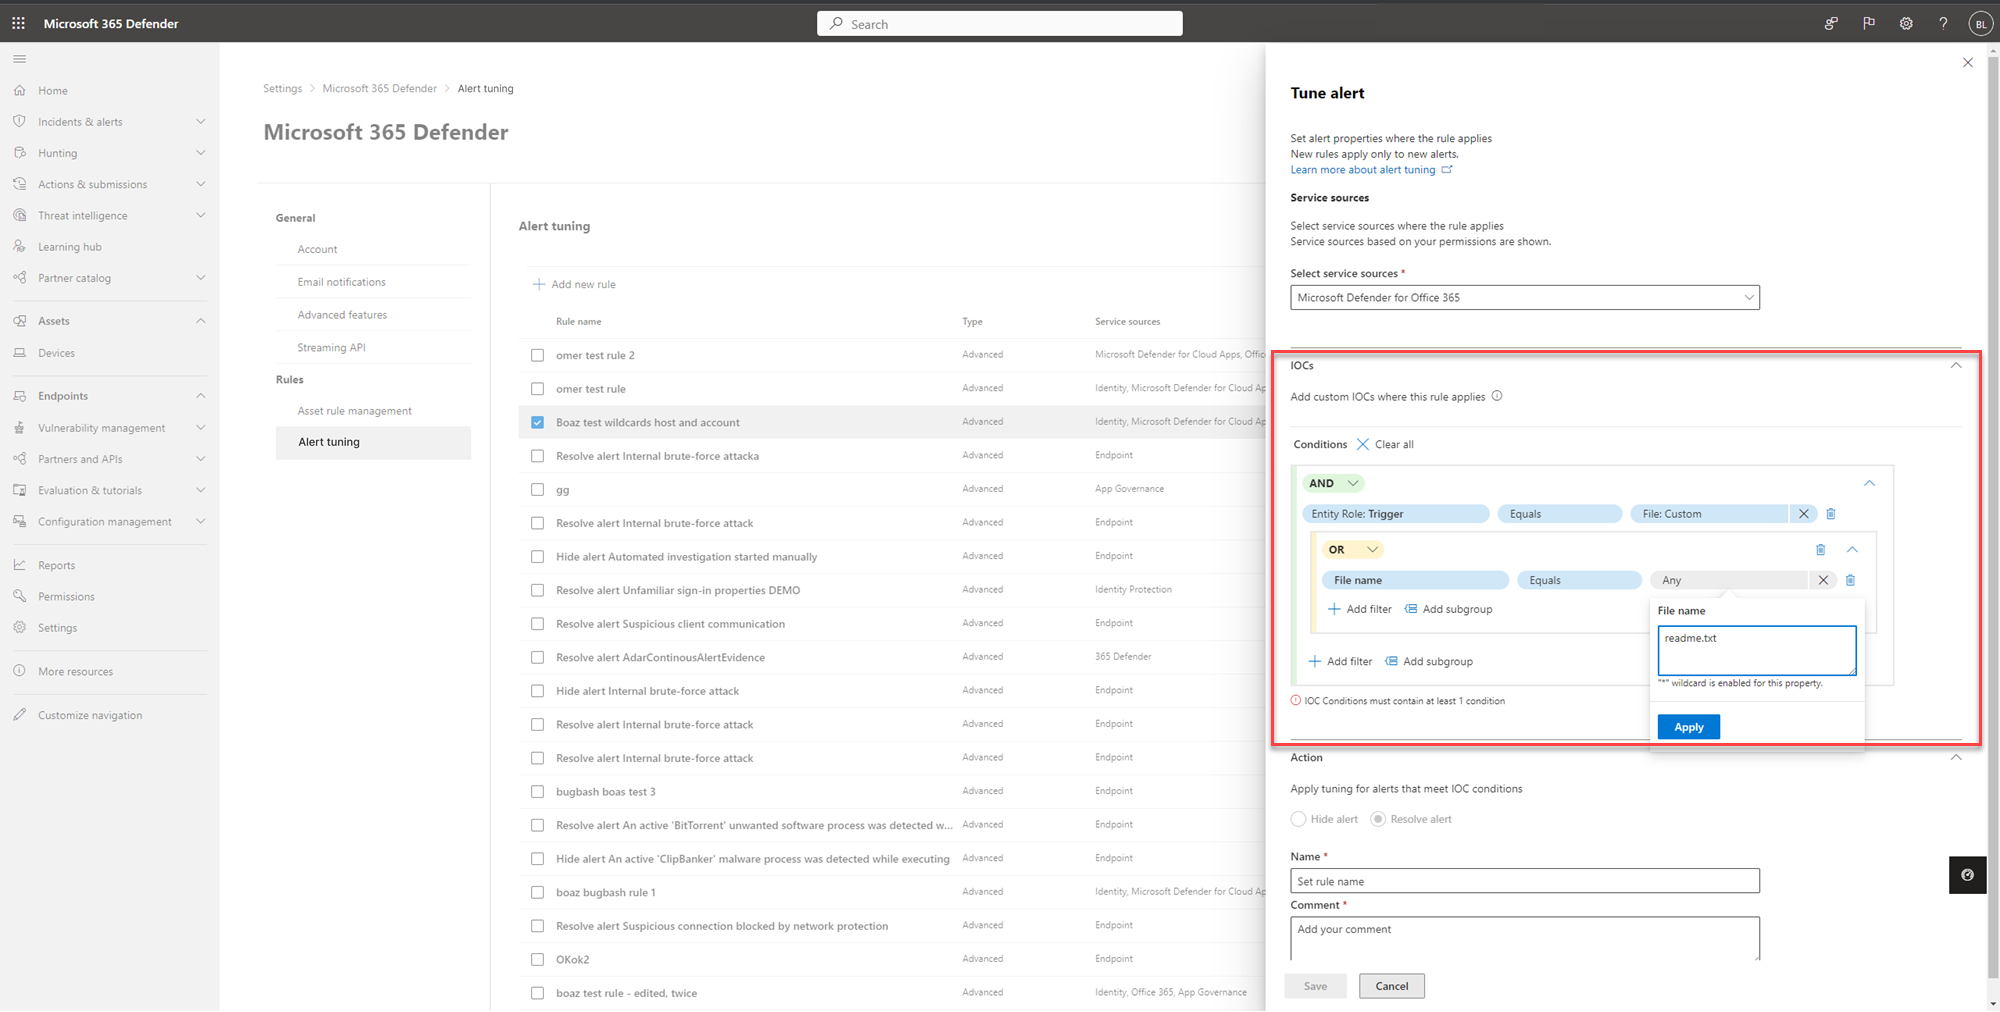 Microsoft 365 Defender
Search
BL
Home
Incidents & alerts
Hunting
Actions & submissions
Threat intelligence
Learning hub
Partner catalog
Assets
Devices
Endpoints
Vulnerability management
Partners and APIs
Evaluation & tutorials
Configuration management
Reports
Permissions
Settings
More resources
Customize navigation
Settings > Microsoft 365 Defender > Alert tuning
Microsoft 365 Defender
General
Account
Email notifications
Advanced features
Streaming API
Rules
Asset rule management
Alert tuning
Alert tuning
Add new rule
Rule name Type Service sources
omer test rule 2 Advanced Microsoft Defender for Cloud Apps, Offic
omer test rule Advanced Identity, Microsoft Defender for Cloud Ap
Boaz test wildcards host and account Advanced Identity, Microsoft Defender for Cloud Ap
Resolve alert Internal brute-force attacka Advanced Endpoint
gg Advanced App Governance
Resolve alert Internal brute-force attack Advanced Endpoint
Hide alert Automated investigation started manually Advanced Endpoint
Resolve alert Unfamiliar sign-in properties DEMO Advanced Identity Protection
Resolve alert Suspicious client communication Advanced Endpoint
Resolve alert AdarContinousAlertEvidence Advanced 365 Defender
Hide alert Internal brute-force attack Advanced Endpoint
Resolve alert Internal brute-force attack Advanced Endpoint
Resolve alert Internal brute-force attack Advanced Endpoint
bugbash boas test 3 Advanced Endpoint
Resolve alert An active 'BitTorrent' unwanted software process was detected w... Advanced Endpoint
Hide alert An active 'ClipBanker' malware process was detected while executing Advanced Endpoint
boaz bugbash rule 1 Advanced Identity, Microsoft Defender for Cloud Ap
Resolve alert Suspicious connection blocked by network protection Advanced Endpoint
OKok2 Advanced Endpoint
boaz test rule - edited, twice Advanced Identity, Office 365, App Governance
Tune alert
Set alert properties where the rule applies
New rules apply only to new alerts.
Learn more about alert tuning
Service sources
Select service sources where the rule applies
Service sources based on your permissions are shown.
Select service sources *
Microsoft Defender for Office 365
IOCs
Add custom IOCs where this rule applies
Conditions Clear all
AND
Entity Role: Trigger Equals File: Custom
OR
File name Equals Any
Add filter Add subgroup
File name
readme.txt
"*" wildcard is enabled for this property.
Apply
Add filter Add subgroup
IOC Conditions must contain at least 1 condition
Action
Apply tuning for alerts that meet IOC conditions
Hide alert Resolve alert
Name *
Set rule name
Comment *
Add your comment
Save Cancel